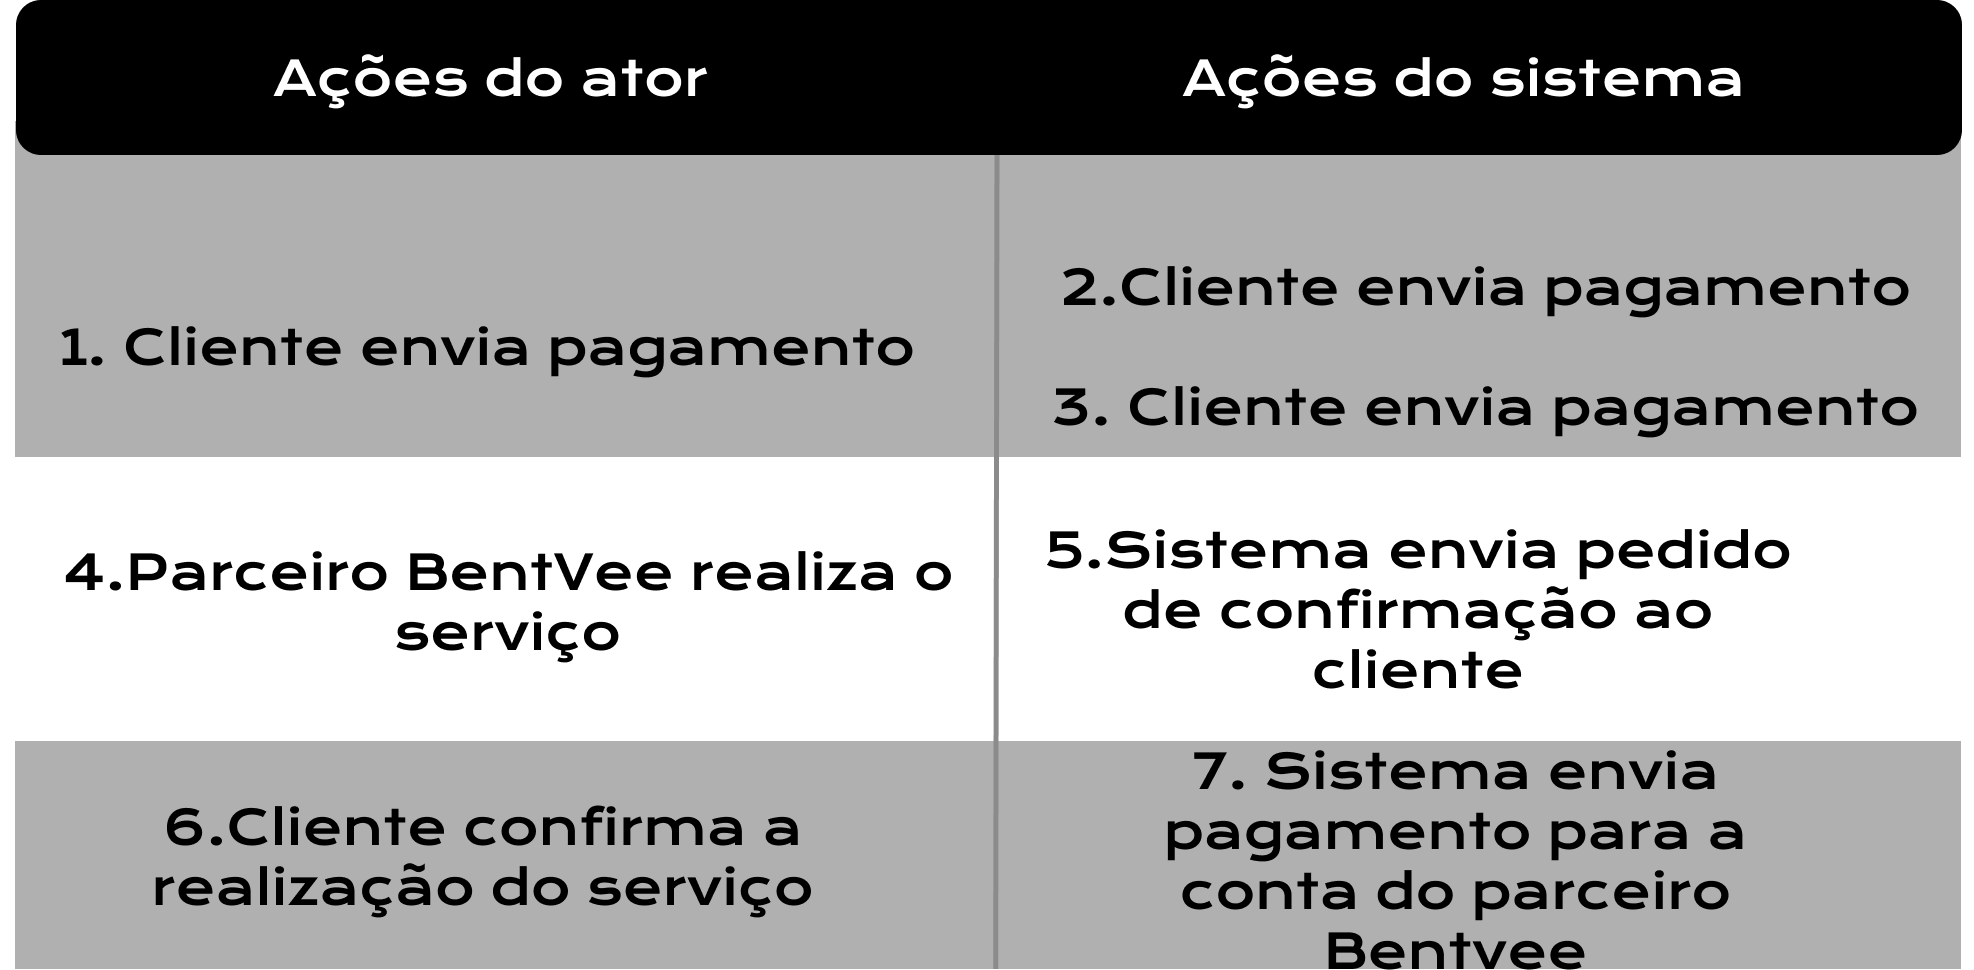 Ações do ator
Ações do sistema
1. Cliente envia pagamento
2.Cliente envia pagamento
3. Cliente envia pagamento
4.Parceiro BentVee realiza o
serviço
5.Sistema envia pedido
de confirmação ao
cliente
6.Cliente confirma a
realização do serviço
7. Sistema envia
pagamento para a
conta do parceiro
Bentvee